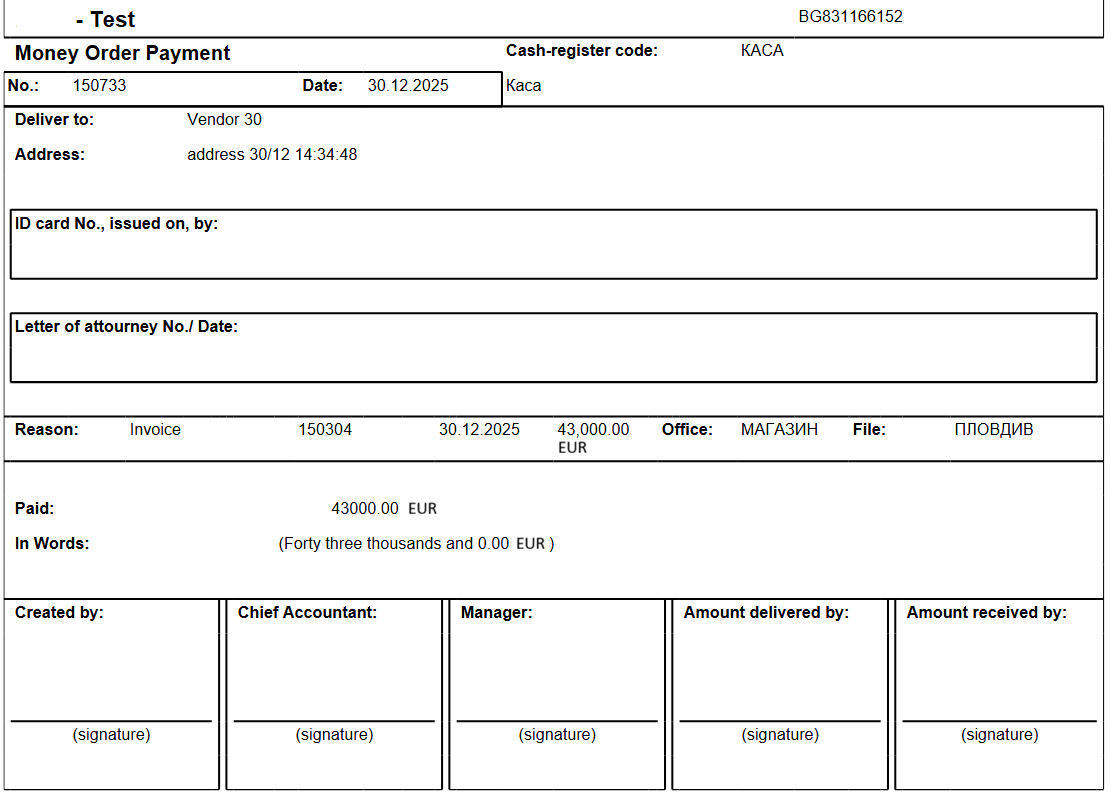 - Test BG831166152
Money Order Payment Cash-register code: КАСА
No.: 150733 Date: 30.12.2025 Каса
Deliver to: Vendor 30
Address: address 30/12 14:34:48
ID card No., issued on, by:
Letter of attourney No./ Date:
Reason: Invoice 150304 30.12.2025 43,000.00 Office: МАГАЗИН File: ПЛОВДИВ
EUR
Paid: 43000.00 EUR
In Words: (Forty three thousands and 0.00 EUR )
Created by: Chief Accountant: Manager: Amount delivered by: Amount received by:
(signature) (signature) (signature) (signature) (signature)